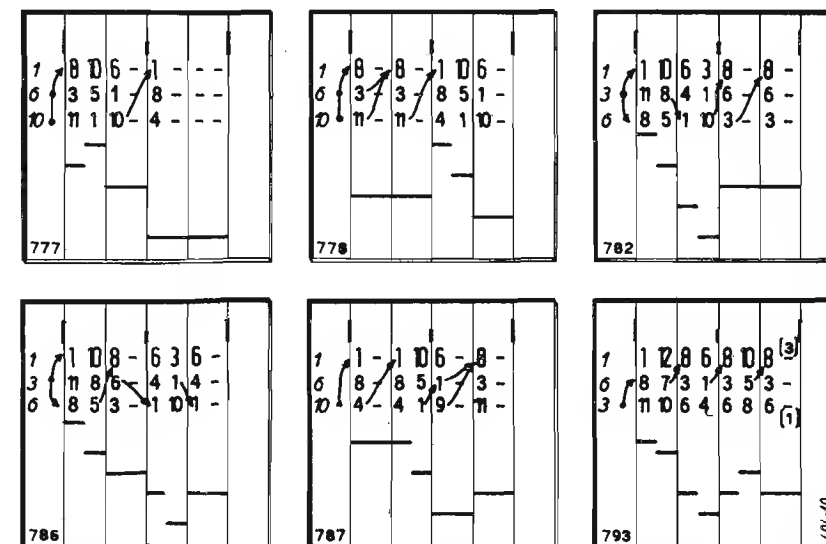 1 8 10 6 - 1 - - -
6 3 5 1 - 8 - - -
10 11 1 10 - 4 - - -
777
1 8 - 8 - 1 10 6 -
6 3 - 3 - 8 5 1 -
10 11 - 11 - 4 1 10 -
778
1 1 10 6 3 8 - 8 -
3 11 8 4 1 6 - 6 -
6 8 5 1 10 3 - 3 -
782
1 1 10 8 - 6 3 6 -
3 11 8 6 - 4 1 4 -
6 8 5 3 - 1 10 1 -
786
1 1 - 1 10 6 - 8 -
6 8 - 8 5 1 - 3 -
10 4 - 4 1 9 - 11 -
787
1 1 12 8 6 8 10 8 [3]
6 8 7 3 1 3 5 3 -
3 11 10 6 4 6 8 6 [1]
793